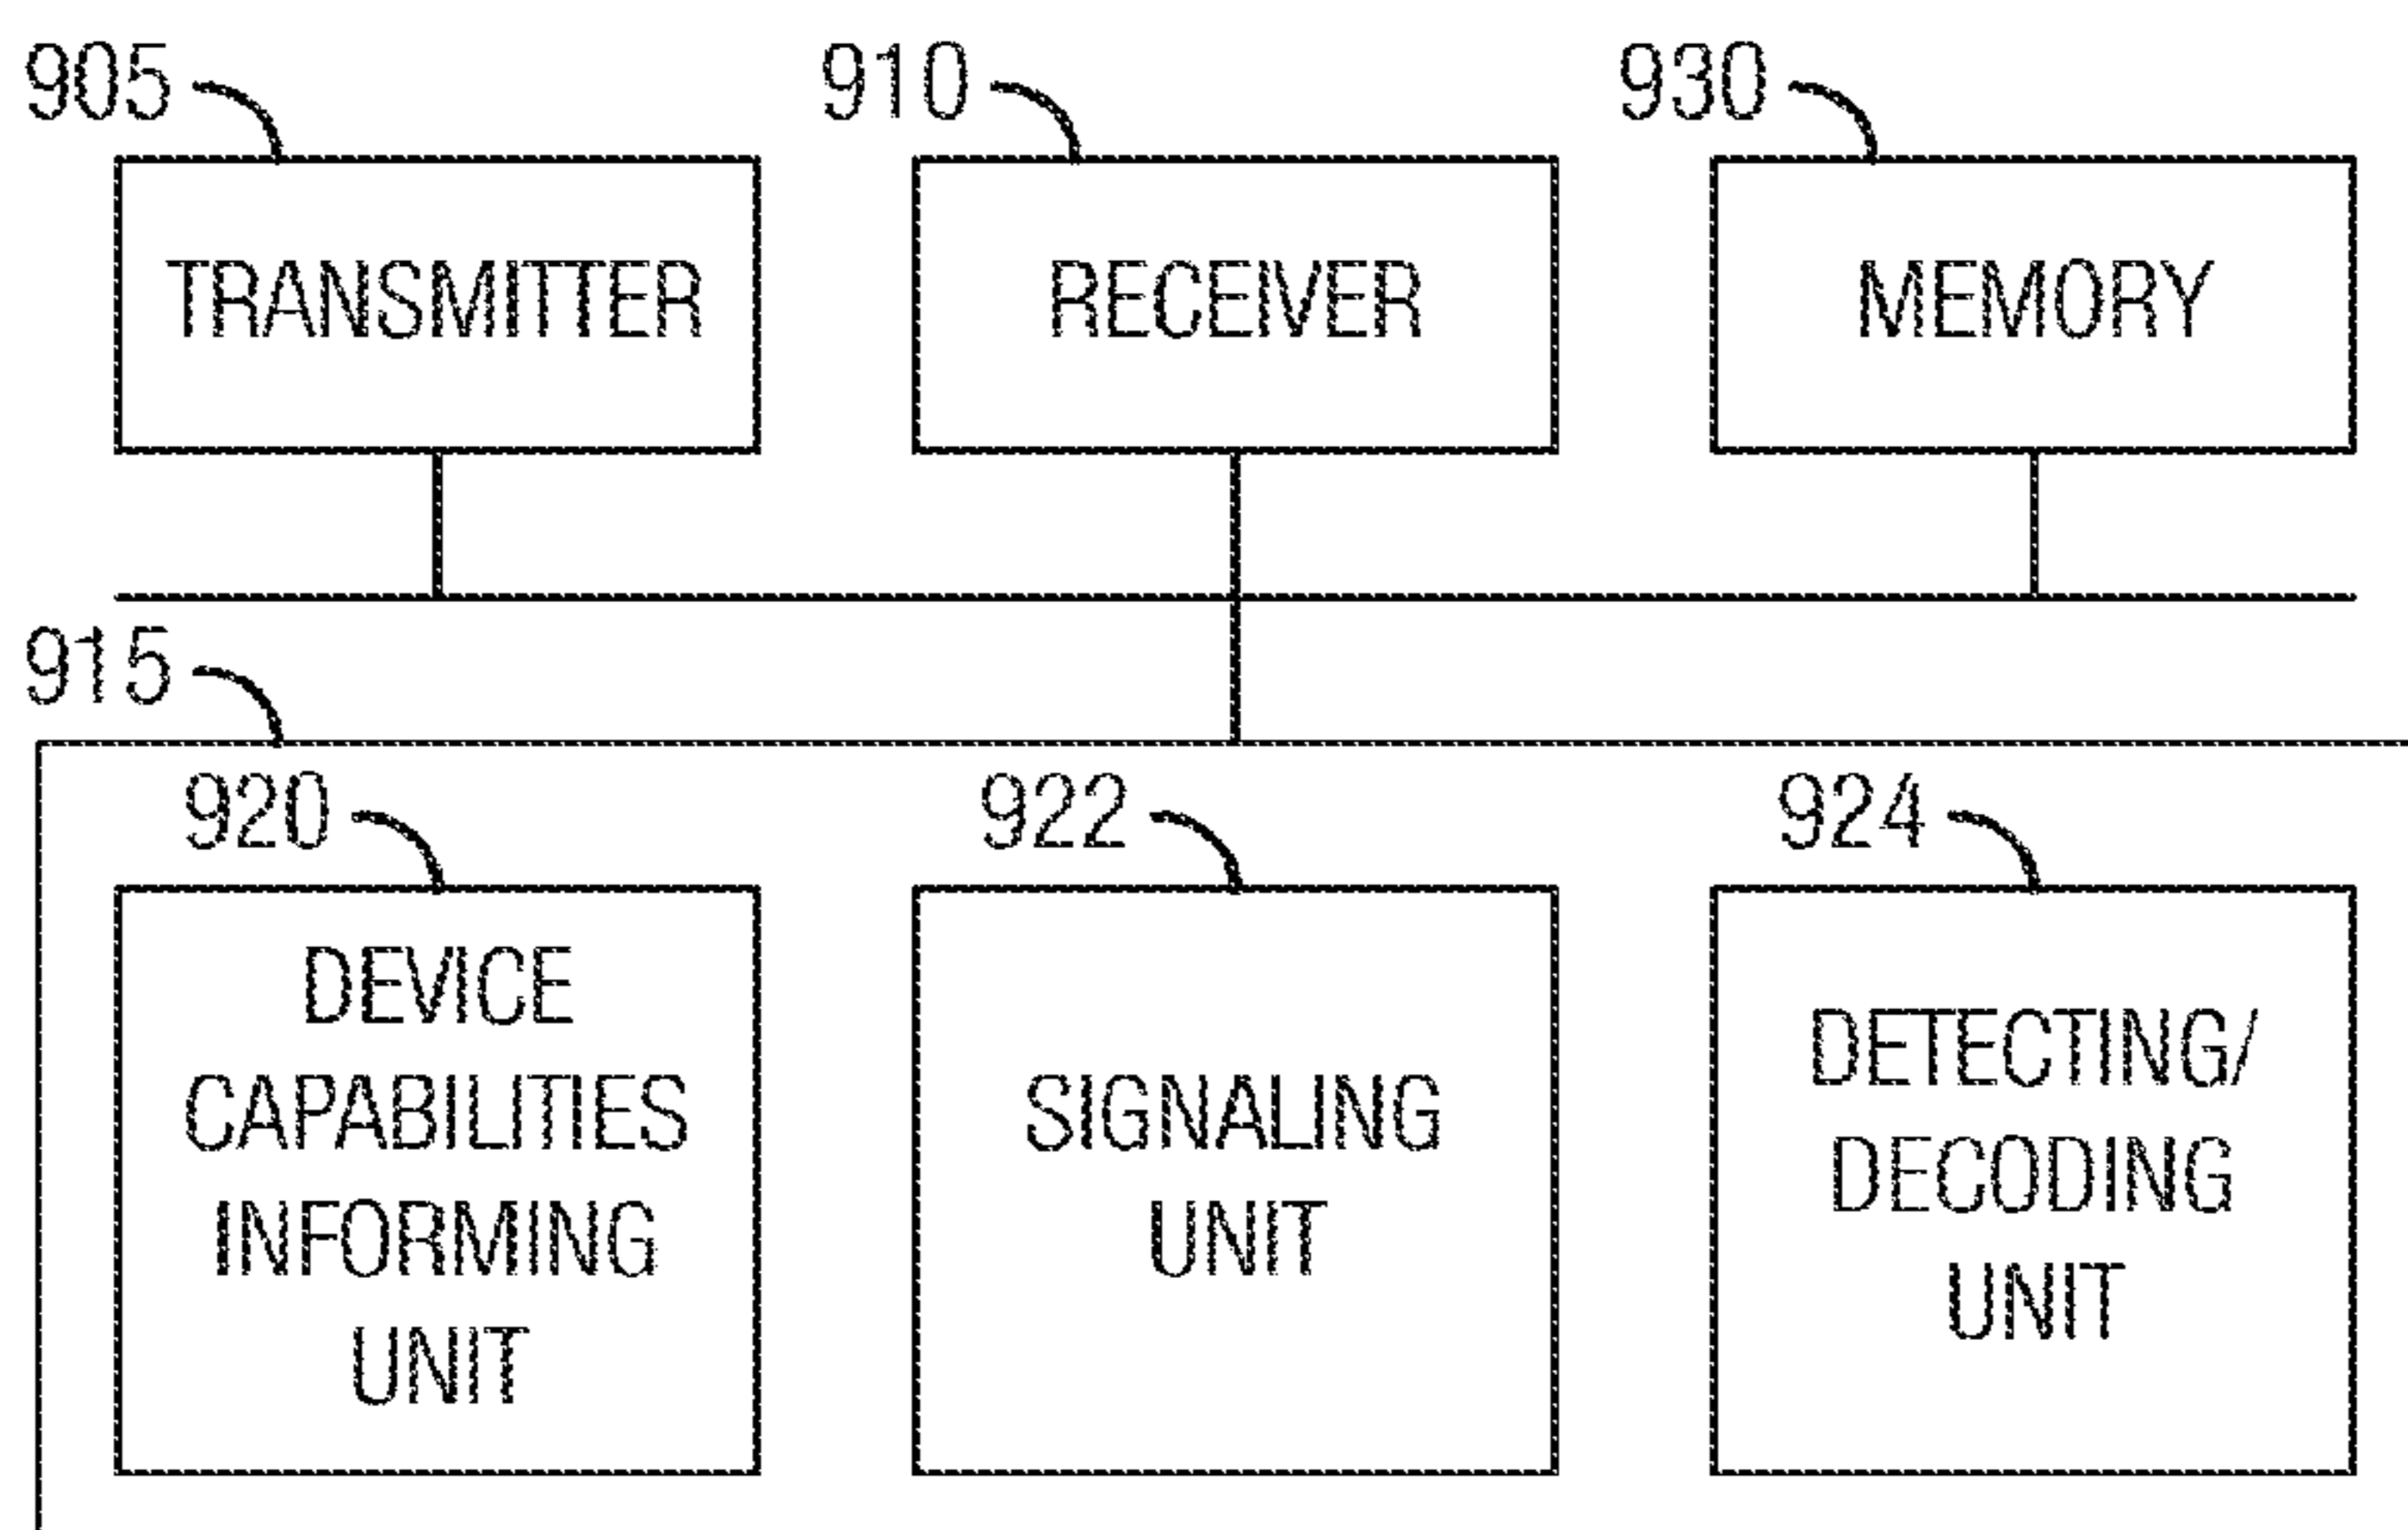 905
910
930
TRANSMITTER
RECEIVER
MEMORY
915
920
922
924
DEVICE
CAPABILITIES
INFORMING
UNIT
SIGNALING
UNIT
DETECTING/
DECODING
UNIT